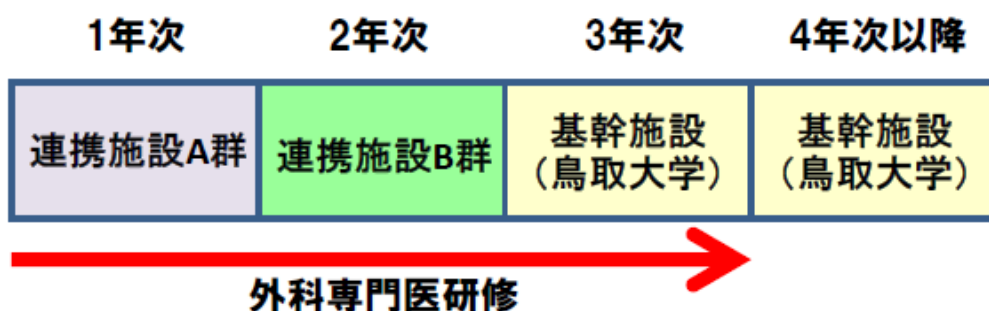 1年次 2年次 3年次 4年次以降
連携施設A群 連携施設B群 基幹施設 基幹施設
(鳥取大学) (鳥取大学)
外科専門医研修